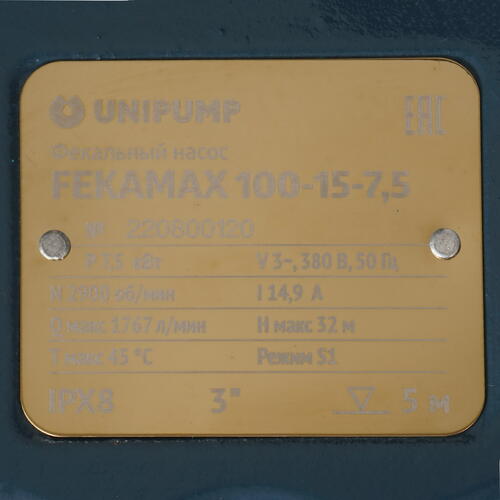 UNIPUMP EAC
Фекальный насос
FEKAMAX 100-15-7,5
№ 220800120
P 7,5 кВт V 3~, 380 В, 50 Гц
N 2900 об/мин I 14,9 А
Q макс 1767 л/мин H макс 32 м
T макс 45 °C Режим S1
IPX8 3" 5 м